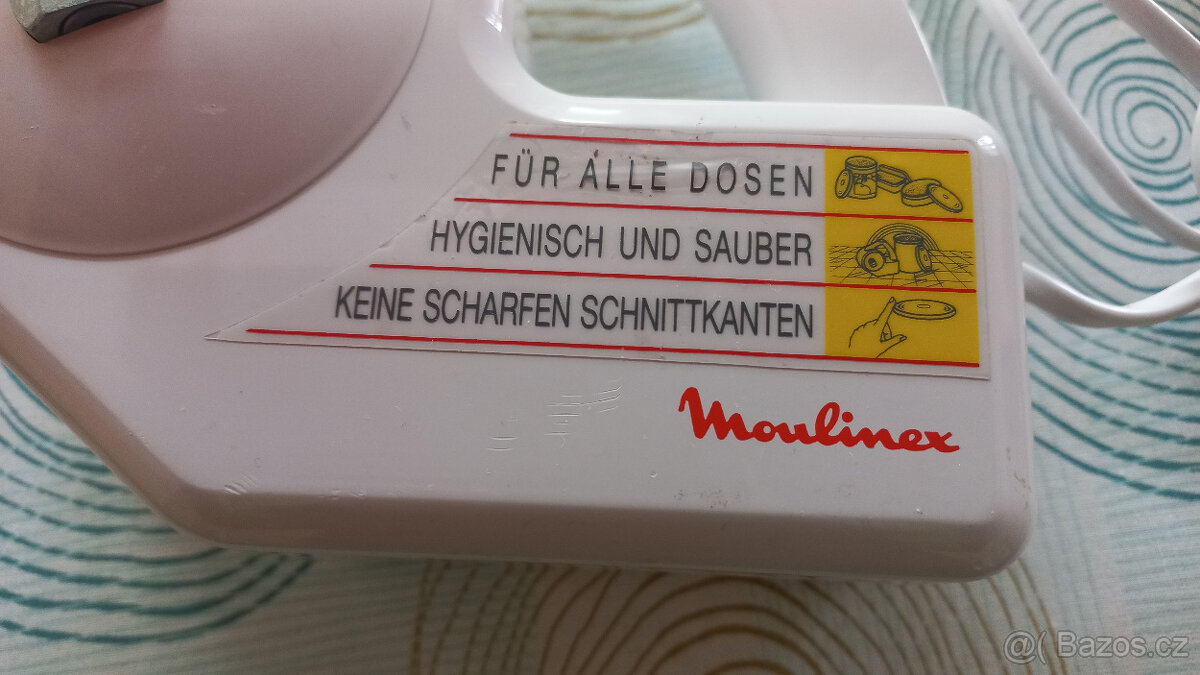 FÜR ALLE DOSEN
HYGIENISCH UND SAUBER
KEINE SCHARFEN SCHNITTKANTEN
Moulinex
@( Bazos.cz